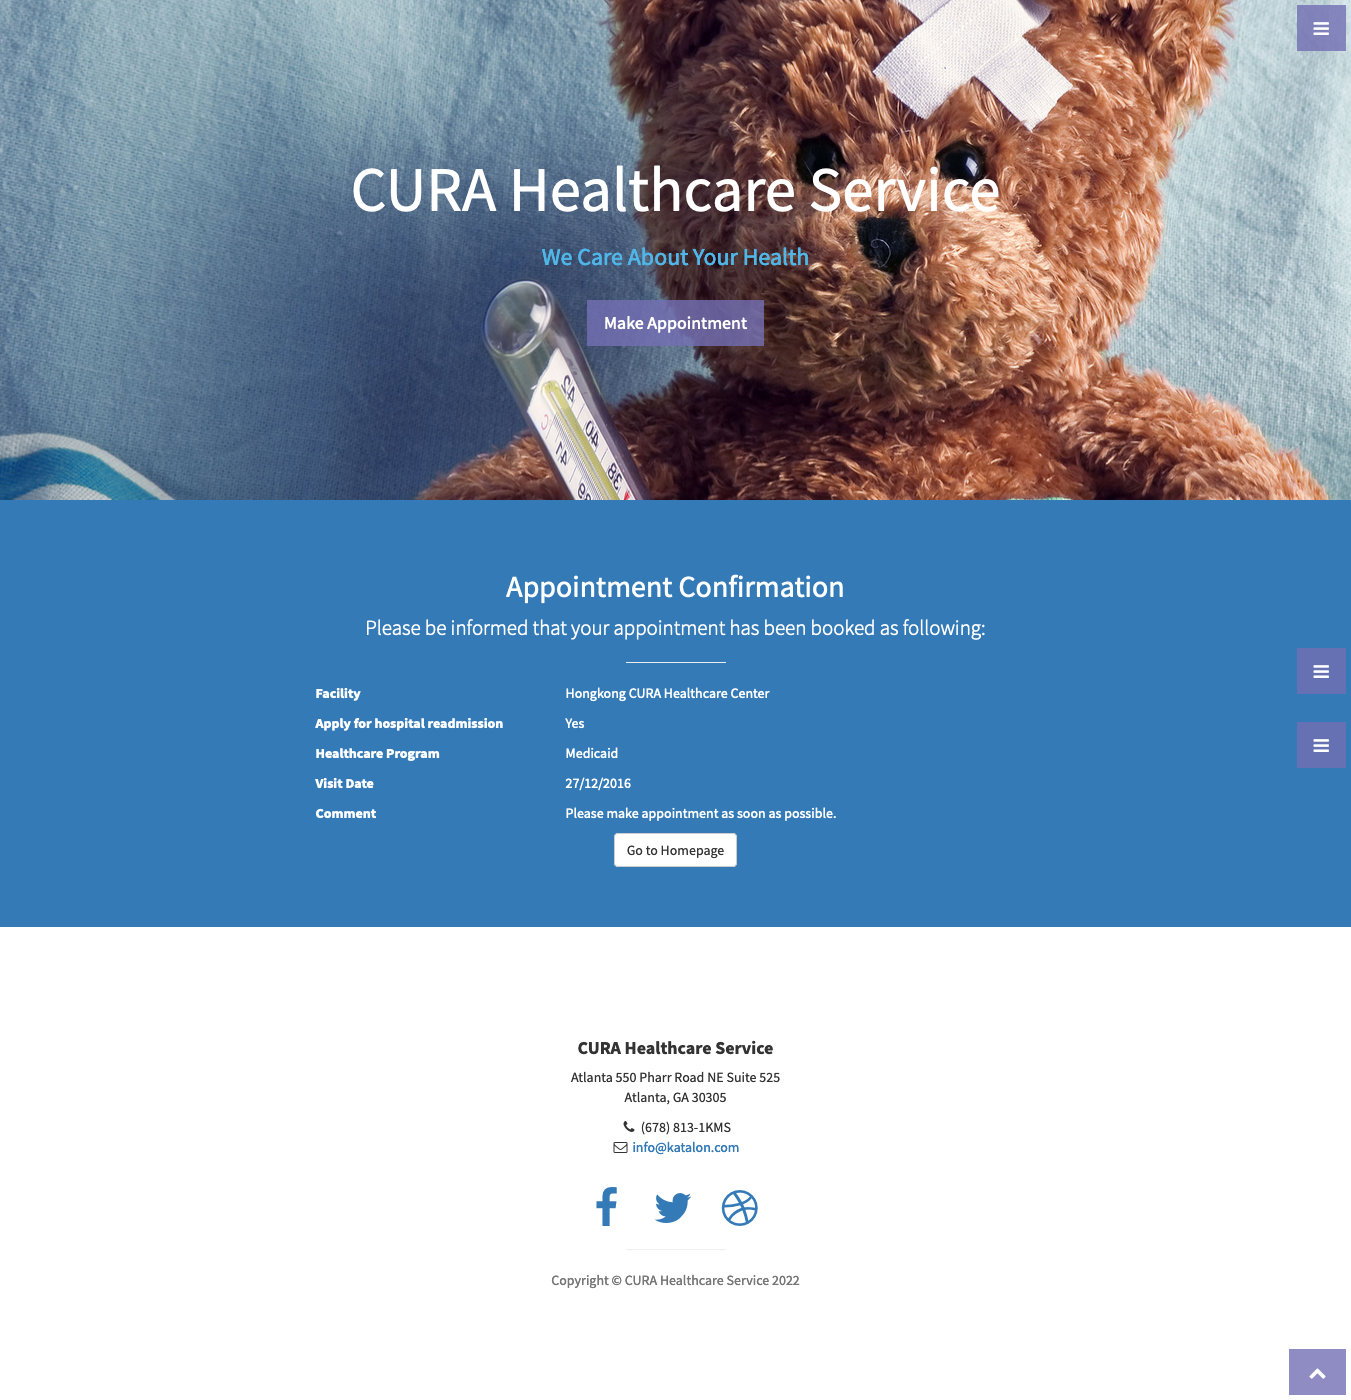 CURA Healthcare Service
We Care About Your Health
Make Appointment
42
40
41
38
Appointment Confirmation
Please be informed that your appointment has been booked as following:
Facility Hongkong CURA Healthcare Center
Apply for hospital readmission Yes
Healthcare Program Medicaid
Visit Date 27/12/2016
Comment Please make appointment as soon as possible.
Go to Homepage
CURA Healthcare Service
Atlanta 550 Pharr Road NE Suite 525
Atlanta, GA 30305
(678) 813-1KMS
info@katalon.com
Copyright © CURA Healthcare Service 2022